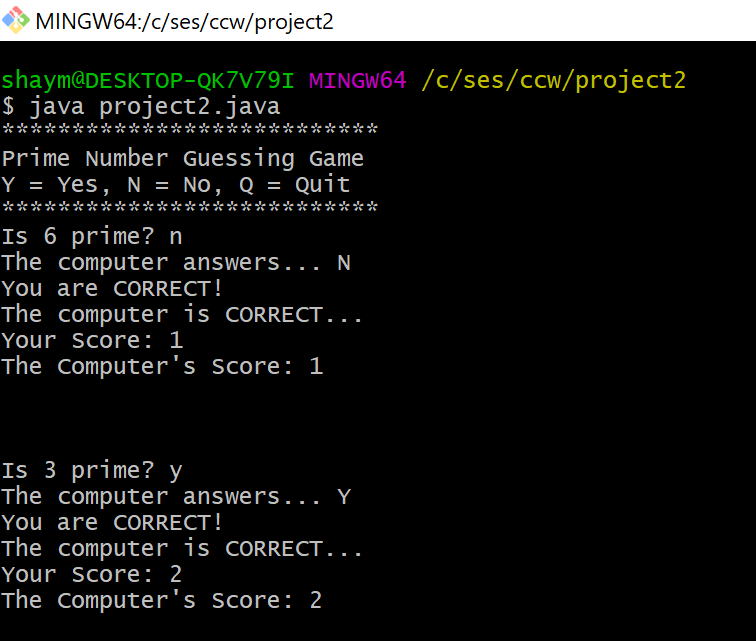 MINGW64:/c/ses/ccw/project2
shaym@DESKTOP-QK7V79I MINGW64 /c/ses/ccw/project2
$ java project2.java
***************************
Prime Number Guessing Game
Y = Yes, N = No, Q = Quit
***************************
Is 6 prime? n
The computer answers... N
You are CORRECT!
The computer is CORRECT...
Your Score: 1
The Computer's Score: 1
Is 3 prime? y
The computer answers... Y
You are CORRECT!
The computer is CORRECT...
Your Score: 2
The Computer's Score: 2